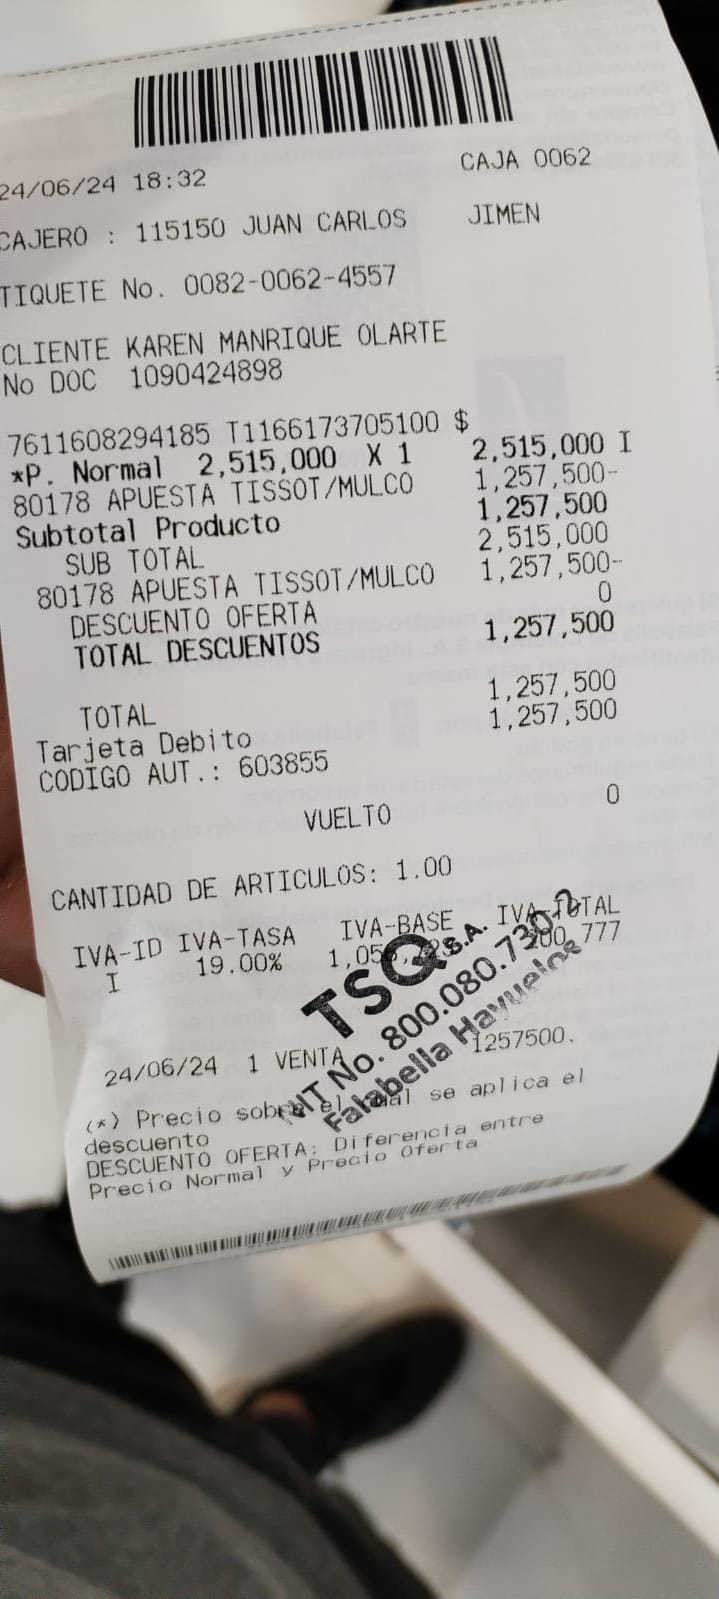 24/06/24 18:32 CAJA 0062
CAJERO : 115150 JUAN CARLOS JIMEN
TIQUETE No. 0082-0062-4557
CLIENTE KAREN MANRIQUE OLARTE
No DOC 1090424898
7611608294185 T1166173705100 $
*P. Normal 2,515,000 X 1 2,515,000 I
80178 APUESTA TISSOT/MULCO 1,257,500-
Subtotal Producto 1,257,500
SUB TOTAL 2,515,000
80178 APUESTA TISSOT/MULCO 1,257,500-
DESCUENTO OFERTA 0
TOTAL DESCUENTOS 1,257,500
TOTAL 1,257,500
Tarjeta Debito 1,257,500
CODIGO AUT.: 603855
VUELTO 0
CANTIDAD DE ARTICULOS: 1.00
IVA-ID IVA-TASA IVA-BASE IVA-TOTAL
I 19.00% 200,777
TSQ S.A.
NIT No. 800.080.730-2
Falabella Hayuelos
24/06/24 1 VENTA 1257500.
(*) Precio sobre el cual se aplica el
descuento
DESCUENTO OFERTA: Diferencia entre
Precio Normal y Precio Oferta